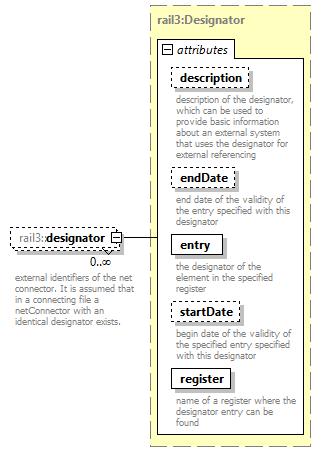 rail3:Designator
attributes
description
description of the designator,
which can be used to
provide basic information
about an external system
that uses the designator for
external referencing
endDate
end date of the validity of
the entry specified with this
designator
rail3::designator
0..∞
external identifiers of the net
connector. It is assumed that
in a connecting file a
netConnector with an
identical designator exists.
entry
the designator of the
element in the specified
register
startDate
begin date of the validity of
the specified entry specified
with this designator
register
name of a register where the
designator entry can be
found